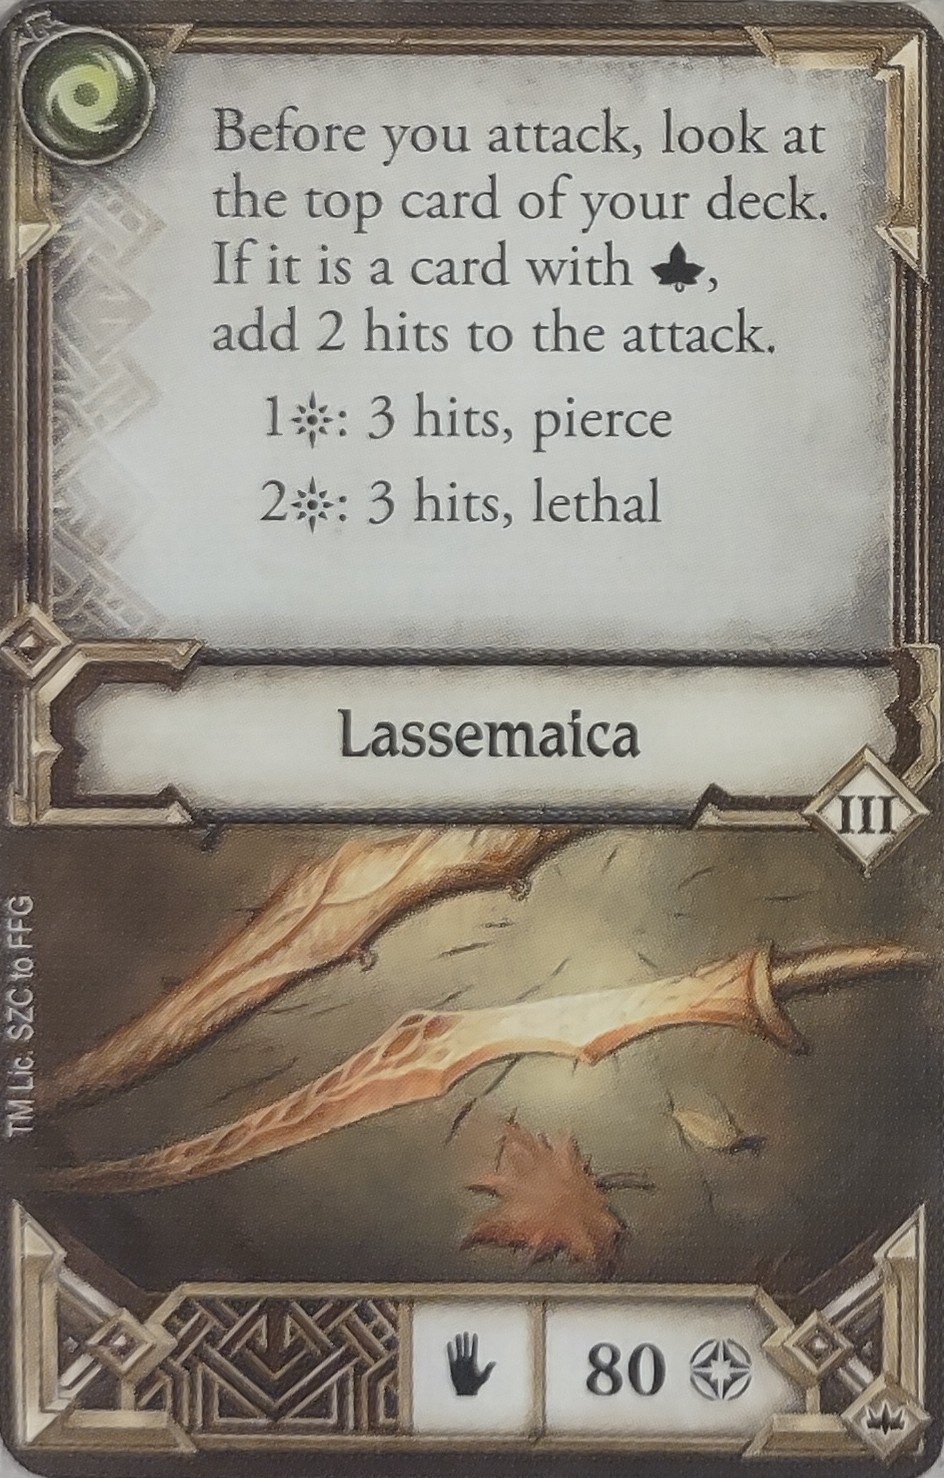 Before you attack, look at
the top card of your deck.
If it is a card with ,
add 2 hits to the attack.
1: 3 hits, pierce
2: 3 hits, lethal
Lassemaica
III
TM Lic. SZC to FFG
80